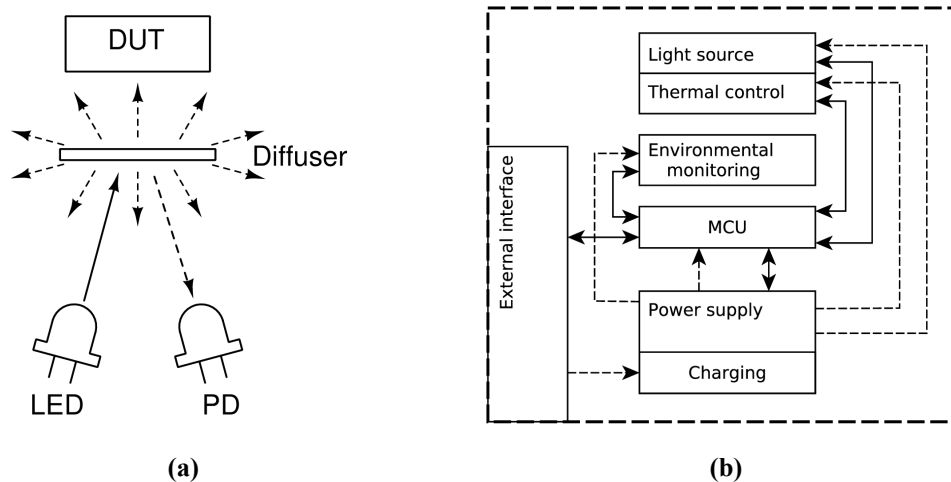 DUT
Diffuser
LED
PD
(a)
Light source
Thermal control
Environmental
monitoring
MCU
External interface
Power supply
Charging
(b)